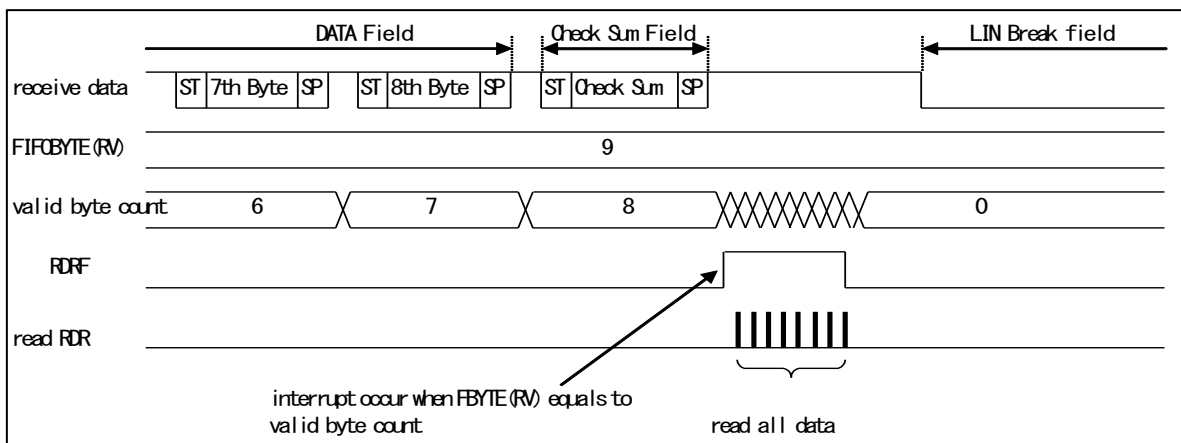 DATA Field Check Sum Field LIN Break field
receive data ST 7th Byte SP ST 8th Byte SP ST Check Sum SP
FIFOBYTE(RV) 9
valid byte count 6 7 8 0
RDRF
read RDR
interrupt occur when FBYTE(RV) equals to
valid byte count read all data